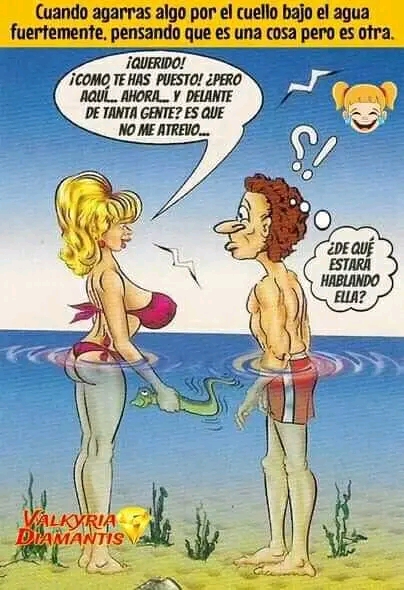 Cuando agarras algo por el cuello bajo el agua
fuertemente, pensando que es una cosa pero es otra.
¡QUERIDO!
¡COMO TE HAS PUESTO! ¿PERO
AQUÍ... AHORA... Y DELANTE
DE TANTA GENTE? ES QUE
NO ME ATREVO...
?!
¿DE QUÉ
ESTARÁ
HABLANDO
ELLA?
VALKYRIA
DIAMANTIS